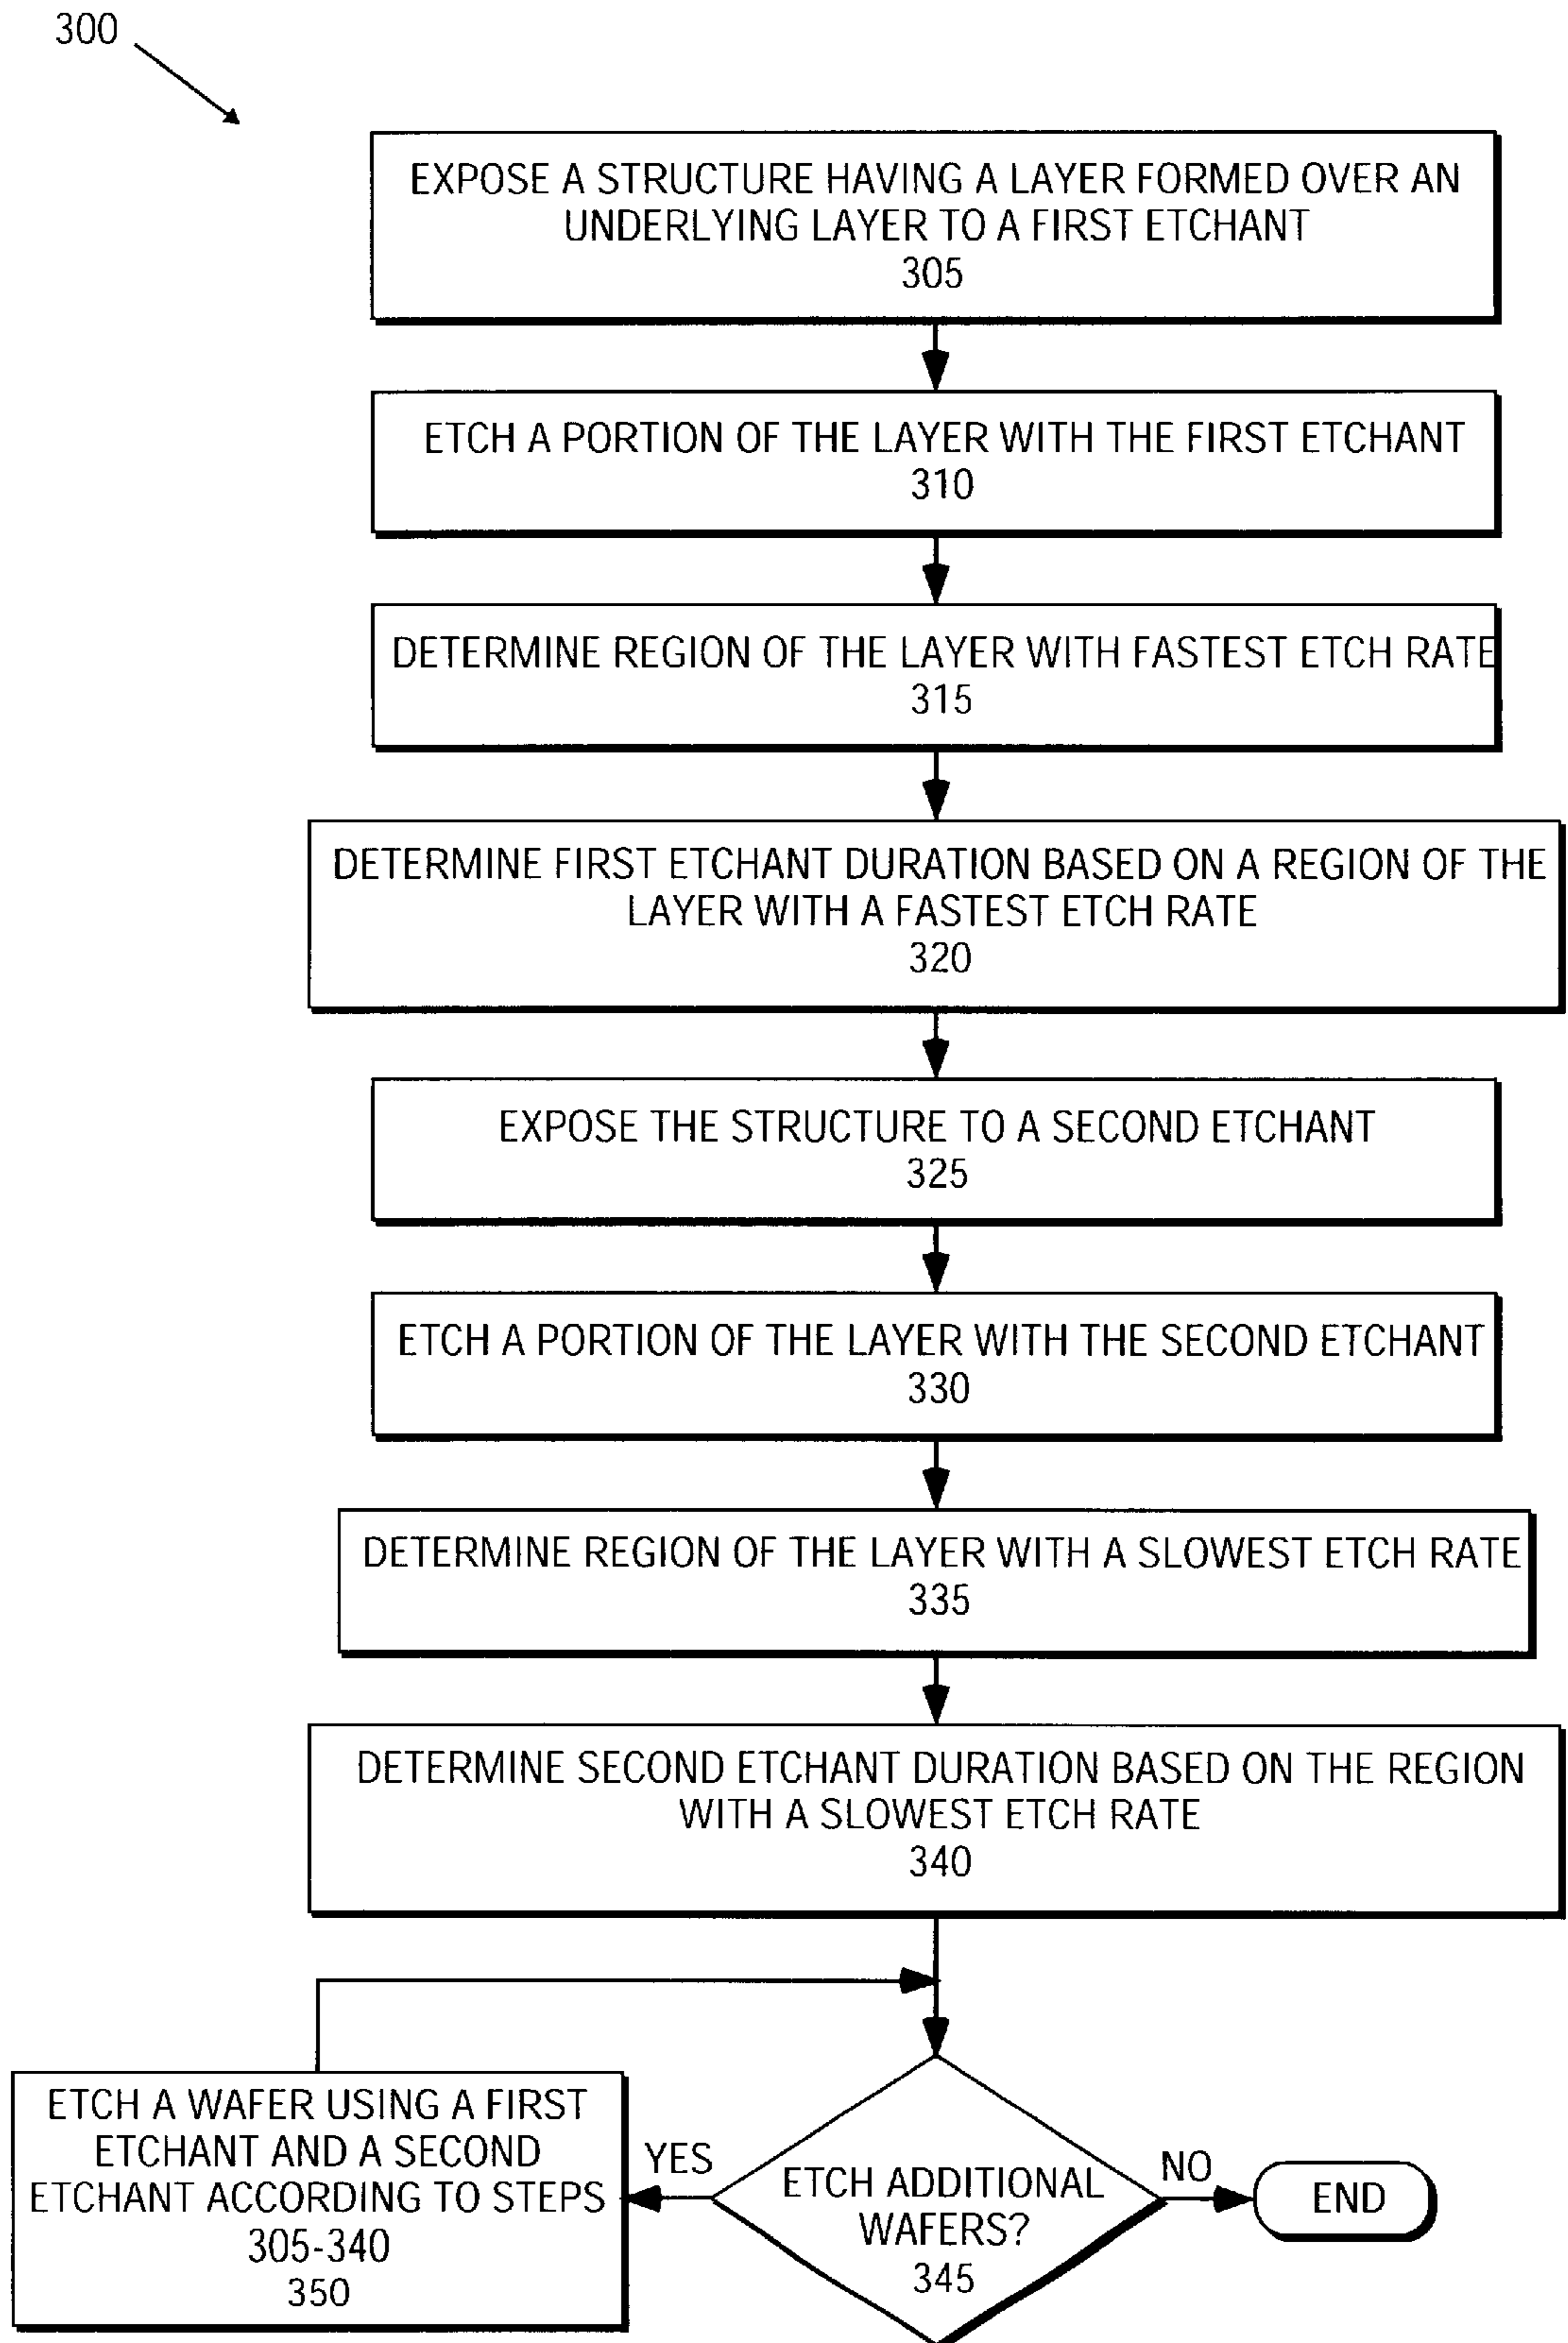 300
EXPOSE A STRUCTURE HAVING A LAYER FORMED OVER AN
UNDERLYING LAYER TO A FIRST ETCHANT
305
ETCH A PORTION OF THE LAYER WITH THE FIRST ETCHANT
310
DETERMINE REGION OF THE LAYER WITH FASTEST ETCH RATE
315
DETERMINE FIRST ETCHANT DURATION BASED ON A REGION OF THE
LAYER WITH A FASTEST ETCH RATE
320
EXPOSE THE STRUCTURE TO A SECOND ETCHANT
325
ETCH A PORTION OF THE LAYER WITH THE SECOND ETCHANT
330
DETERMINE REGION OF THE LAYER WITH A SLOWEST ETCH RATE
335
DETERMINE SECOND ETCHANT DURATION BASED ON THE REGION
WITH A SLOWEST ETCH RATE
340
ETCH A WAFER USING A FIRST
ETCHANT AND A SECOND
ETCHANT ACCORDING TO STEPS
305-340
350
YES
ETCH ADDITIONAL
WAFERS?
345
NO
END